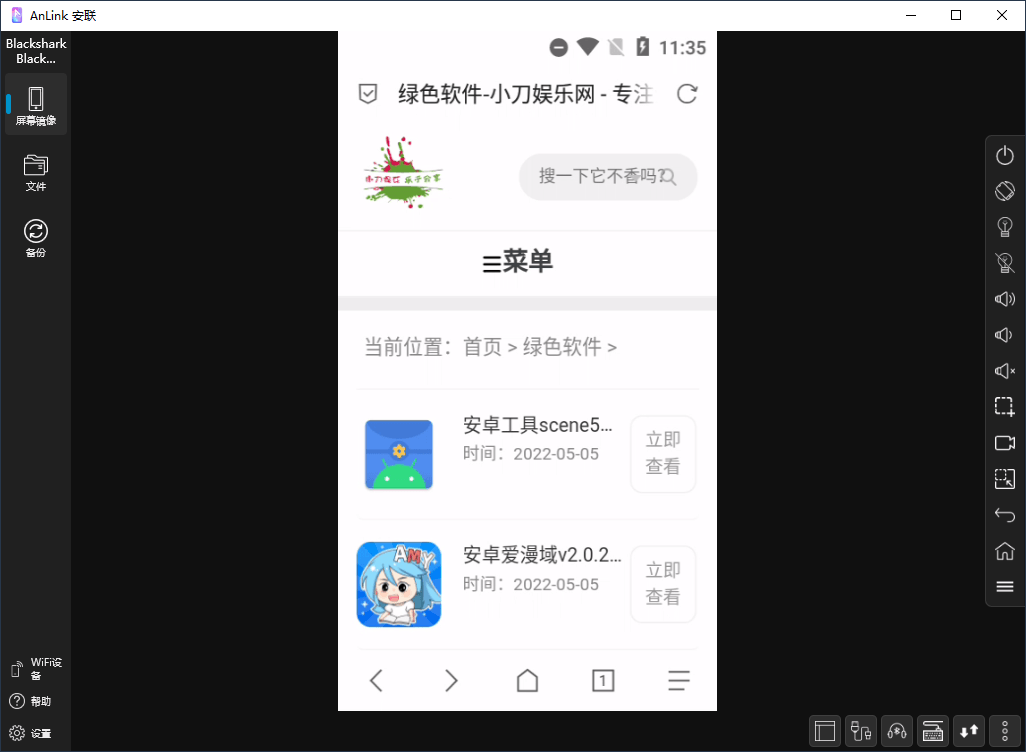 AnLink 安联
Blackshark
Black...
屏幕镜像
文件
备份
WiFi设
备
帮助
设置
11:35
绿色软件-小刀娱乐网 - 专注
小刀娱乐 乐于分享
搜一下它不香吗?
菜单
当前位置：首页 > 绿色软件 >
安卓工具scene5...
时间：2022-05-05
立即
查看
AMY
安卓爱漫域v2.0.2...
时间：2022-05-05
立即
查看
1